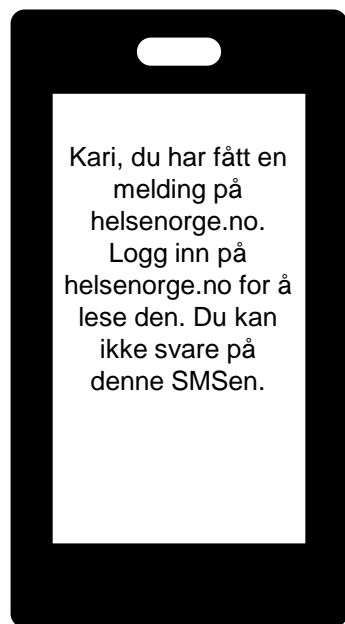 Kari, du har fått en
melding på
helsenorge.no.
Logg inn på
helsenorge.no for å
lese den. Du kan
ikke svare på
denne SMSen.